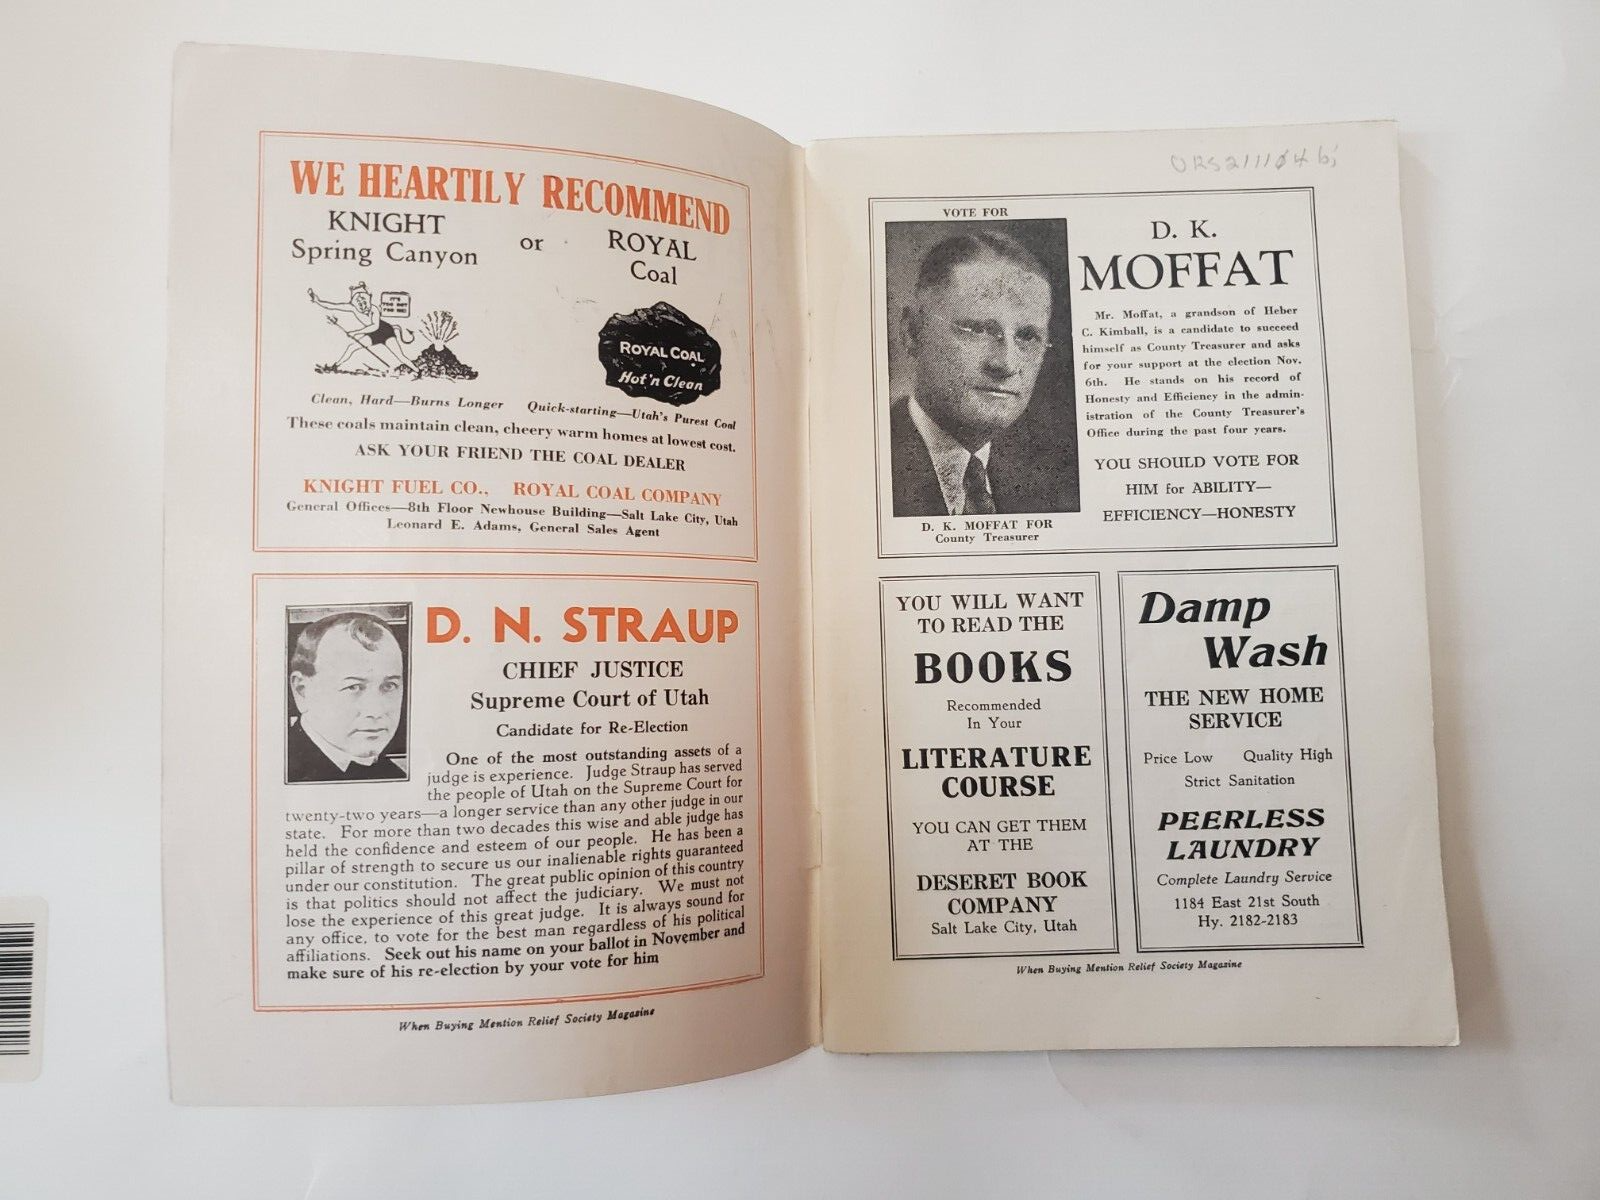 WE HEARTILY RECOMMEND
KNIGHT
Spring Canyon
or
ROYAL
Coal
IT'S
TOO HOT
FOR ME!
ROYAL COAL
Hot'n Clean
Clean, Hard—Burns Longer
Quick-starting—Utah's Purest Coal
These coals maintain clean, cheery warm homes at lowest cost.
ASK YOUR FRIEND THE COAL DEALER
KNIGHT FUEL CO., ROYAL COAL COMPANY
General Offices—8th Floor Newhouse Building—Salt Lake City, Utah
Leonard E. Adams, General Sales Agent
D. N. STRAUP
CHIEF JUSTICE
Supreme Court of Utah
Candidate for Re-Election
One of the most outstanding assets of a
judge is experience. Judge Straup has served
the people of Utah on the Supreme Court for
twenty-two years—a longer service than any other judge in our
state. For more than two decades this wise and able judge has
held the confidence and esteem of our people. He has been a
pillar of strength to secure us our inalienable rights guaranteed
under our constitution. The great public opinion of this country
is that politics should not affect the judiciary. We must not
lose the experience of this great judge. It is always sound for
any office, to vote for the best man regardless of his political
affiliations. Seek out his name on your ballot in November and
make sure of his re-election by your vote for him
When Buying Mention Relief Society Magazine
VOTE FOR
D. K. MOFFAT FOR
County Treasurer
D. K.
MOFFAT
Mr. Moffat, a grandson of Heber
C. Kimball, is a candidate to succeed
himself as County Treasurer and asks
for your support at the election Nov.
6th. He stands on his record of
Honesty and Efficiency in the admin-
istration of the County Treasurer's
Office during the past four years.
YOU SHOULD VOTE FOR
HIM for ABILITY—
EFFICIENCY—HONESTY
YOU WILL WANT
TO READ THE
BOOKS
Recommended
In Your
LITERATURE
COURSE
YOU CAN GET THEM
AT THE
DESERET BOOK
COMPANY
Salt Lake City, Utah
Damp
Wash
THE NEW HOME
SERVICE
Price Low Quality High
Strict Sanitation
PEERLESS
LAUNDRY
Complete Laundry Service
1184 East 21st South
Hy. 2182-2183
When Buying Mention Relief Society Magazine